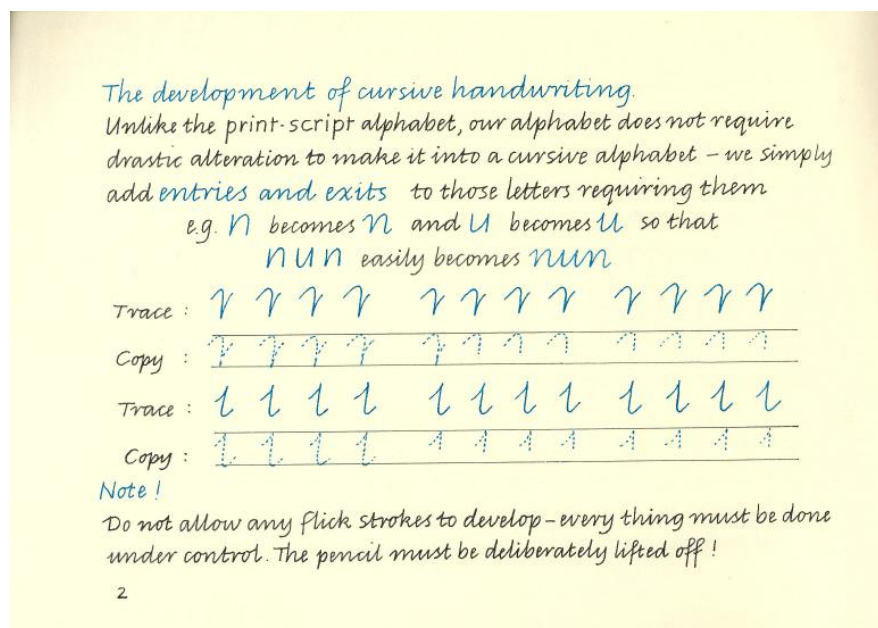 The development of cursive handwriting.
Unlike the print-script alphabet, our alphabet does not require
drastic alteration to make it into a cursive alphabet – we simply
add entries and exits to those letters requiring them
e.g. n becomes n and u becomes u so that
nun easily becomes nun
Trace :
Copy :
Trace :
Copy :
Note !
Do not allow any flick strokes to develop – every thing must be done
under control. The pencil must be deliberately lifted off !
2